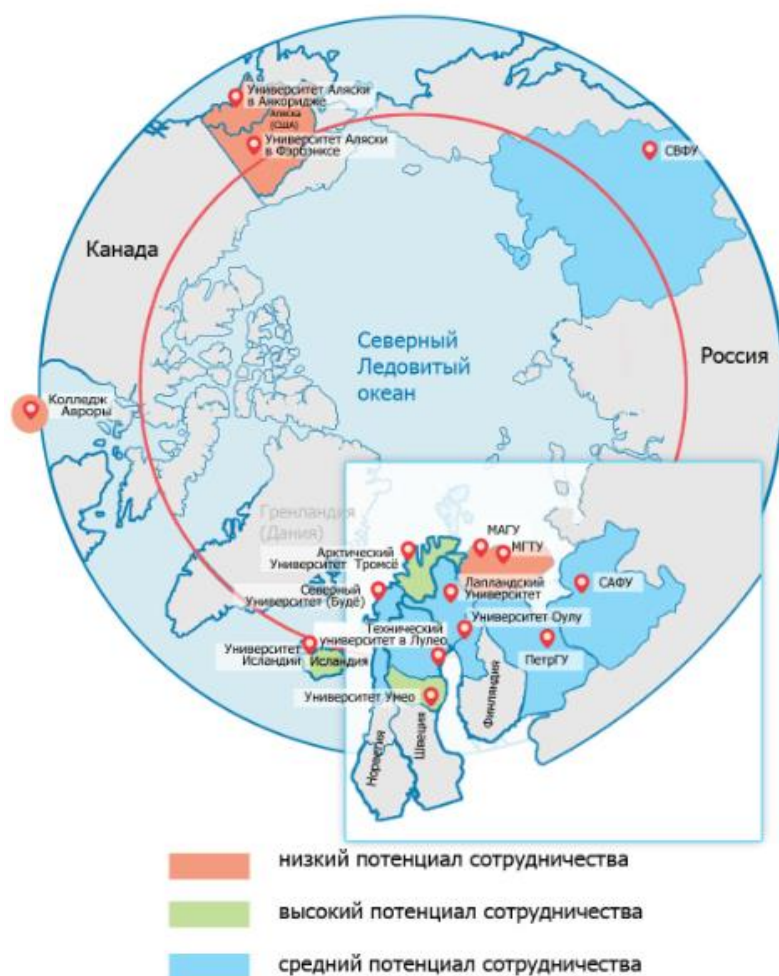 Университет Аляски
в Анкоридже
Аляска
(США)
Университет Аляски
в Фэрбэнксе
СВФУ
Канада
Северный
Ледовитый
океан
Россия
Колледж
Авроры
Гренландия
(Дания)
МАГУ
МГТУ
Арктический
Университет Тромсё
Лапландский
Университет
САФУ
Северный
Университет (Будё)
Университет Оулу
Технический
университет в Лулео
ПетрГУ
Университет
Исландии
Исландия
Университет Умео
Финляндия
Швеция
Норвегия
низкий потенциал сотрудничества
высокий потенциал сотрудничества
средний потенциал сотрудничества